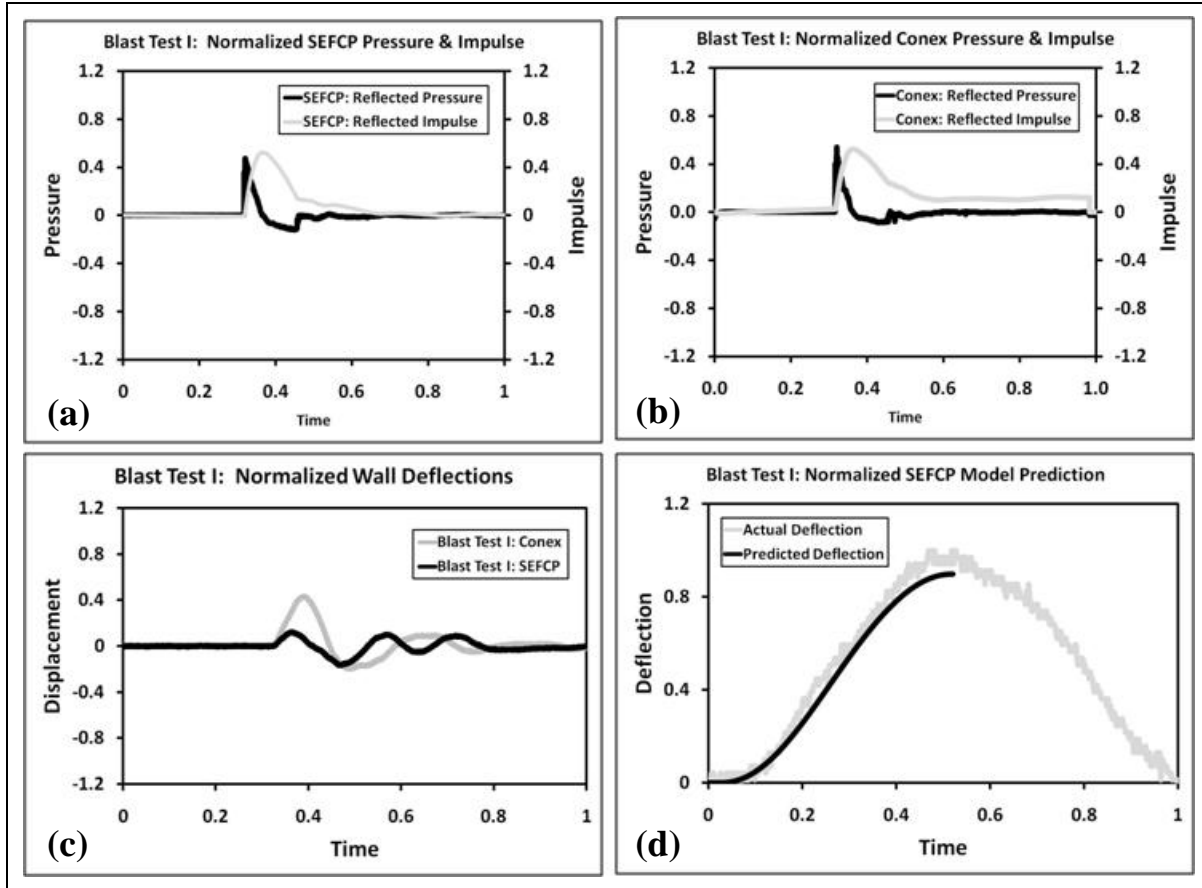 Blast Test I: Normalized SEFCP Pressure & Impulse
1.2
0.8
0.4
0
-0.4
-0.8
-1.2
Pressure
SEFCP: Reflected Pressure
SEFCP: Reflected Impulse
1.2
0.8
0.4
0
-0.4
-0.8
-1.2
Impulse
0 0.2 0.4 0.6 0.8 1
Time
(a)
Blast Test I: Normalized Conex Pressure & Impulse
1.2
0.8
0.4
0.0
-0.4
-0.8
-1.2
Pressure
Conex: Reflected Pressure
Conex: Reflected Impulse
1.2
0.8
0.4
0
-0.4
-0.8
-1.2
Impulse
0.0 0.2 0.4 0.6 0.8 1.0
Time
(b)
Blast Test I: Normalized Wall Deflections
1.2
0.8
0.4
0
-0.4
-0.8
-1.2
Displacement
Blast Test I: Conex
Blast Test I: SEFCP
0 0.2 0.4 0.6 0.8 1
Time
(c)
Blast Test I: Normalized SEFCP Model Prediction
1.2
0.8
0.4
0
Deflection
Actual Deflection
Predicted Deflection
0 0.2 0.4 0.6 0.8 1
Time
(d)